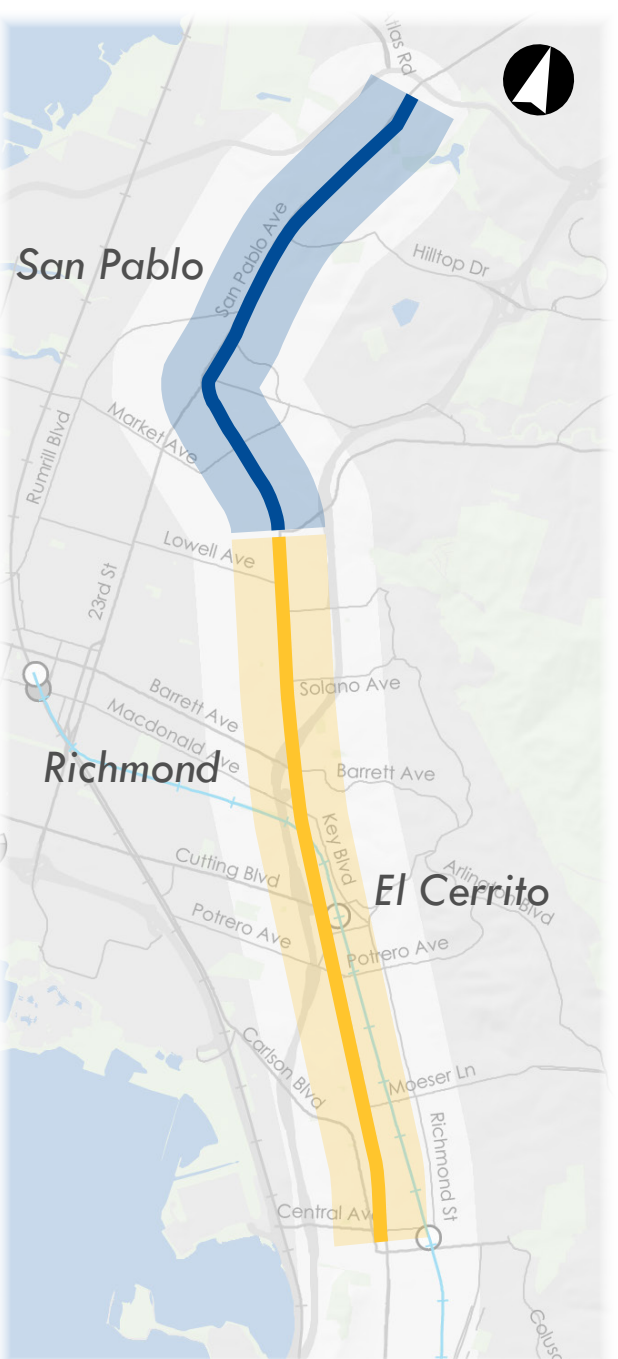 Atlas Rd
San Pablo Ave
San Pablo
Hilltop Dr
Market Ave
Rumrill Blvd
Lowell Ave
23rd St
Solano Ave
Barrett Ave
Macdonald Ave
Richmond
Barrett Ave
Key Blvd
Cutting Blvd
El Cerrito
Arlington Blvd
Potrero Ave
Potrero Ave
Carlson Blvd
Moeser Ln
Richmond St
Central Ave